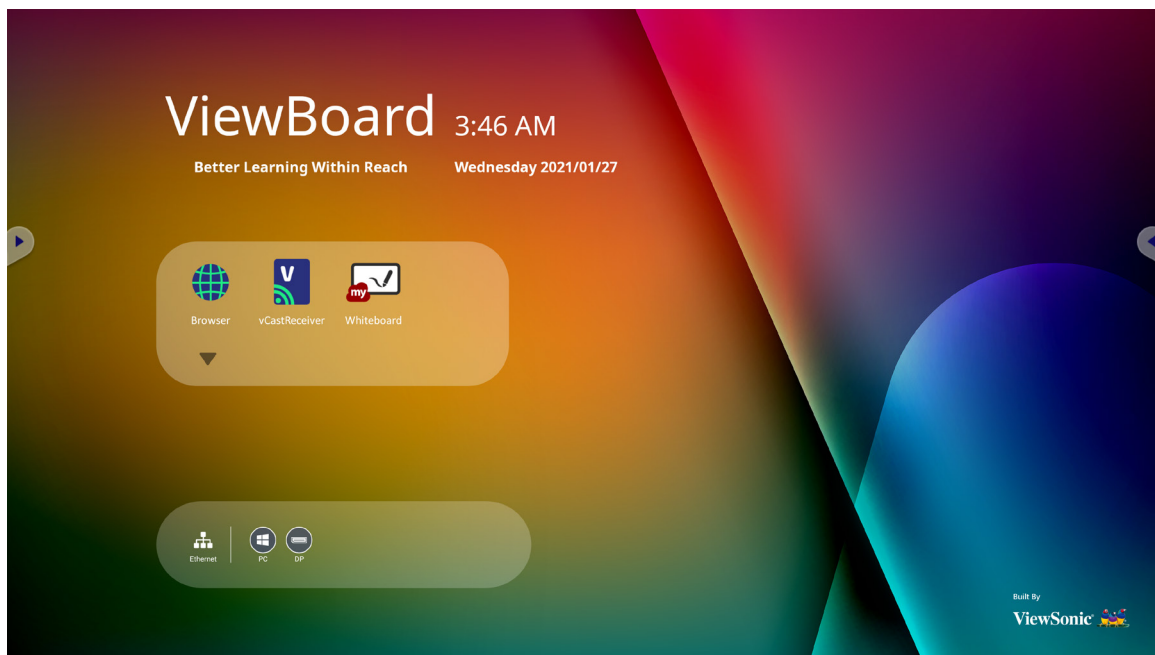 ViewBoard 3:46 AM
Better Learning Within Reach Wednesday 2021/01/27
V
my
Browser vCastReceiver Whiteboard
Ethernet PC DP
Built By
ViewSonic